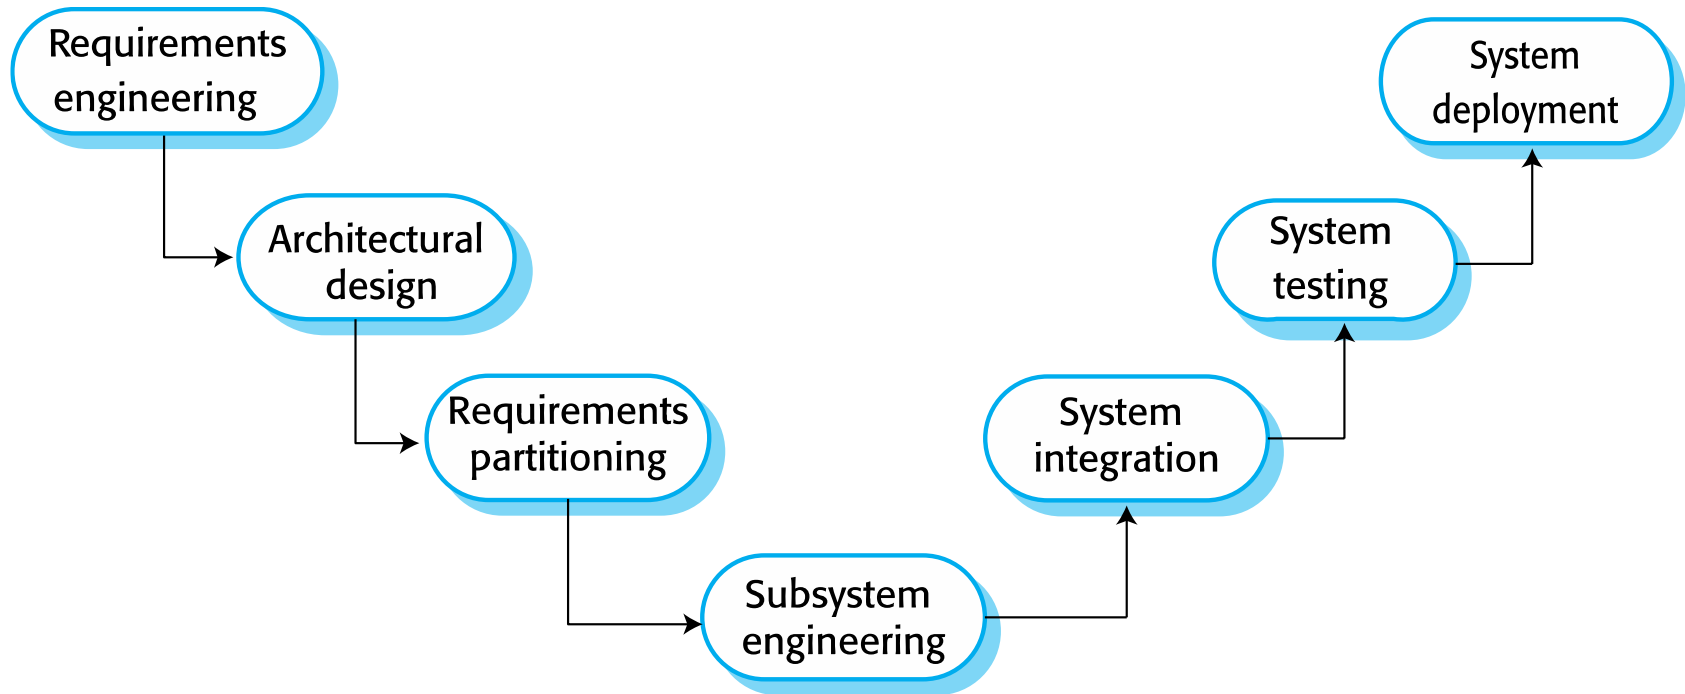 Requirements
engineering
Architectural
design
Requirements
partitioning
Subsystem
engineering
System
integration
System
testing
System
deployment